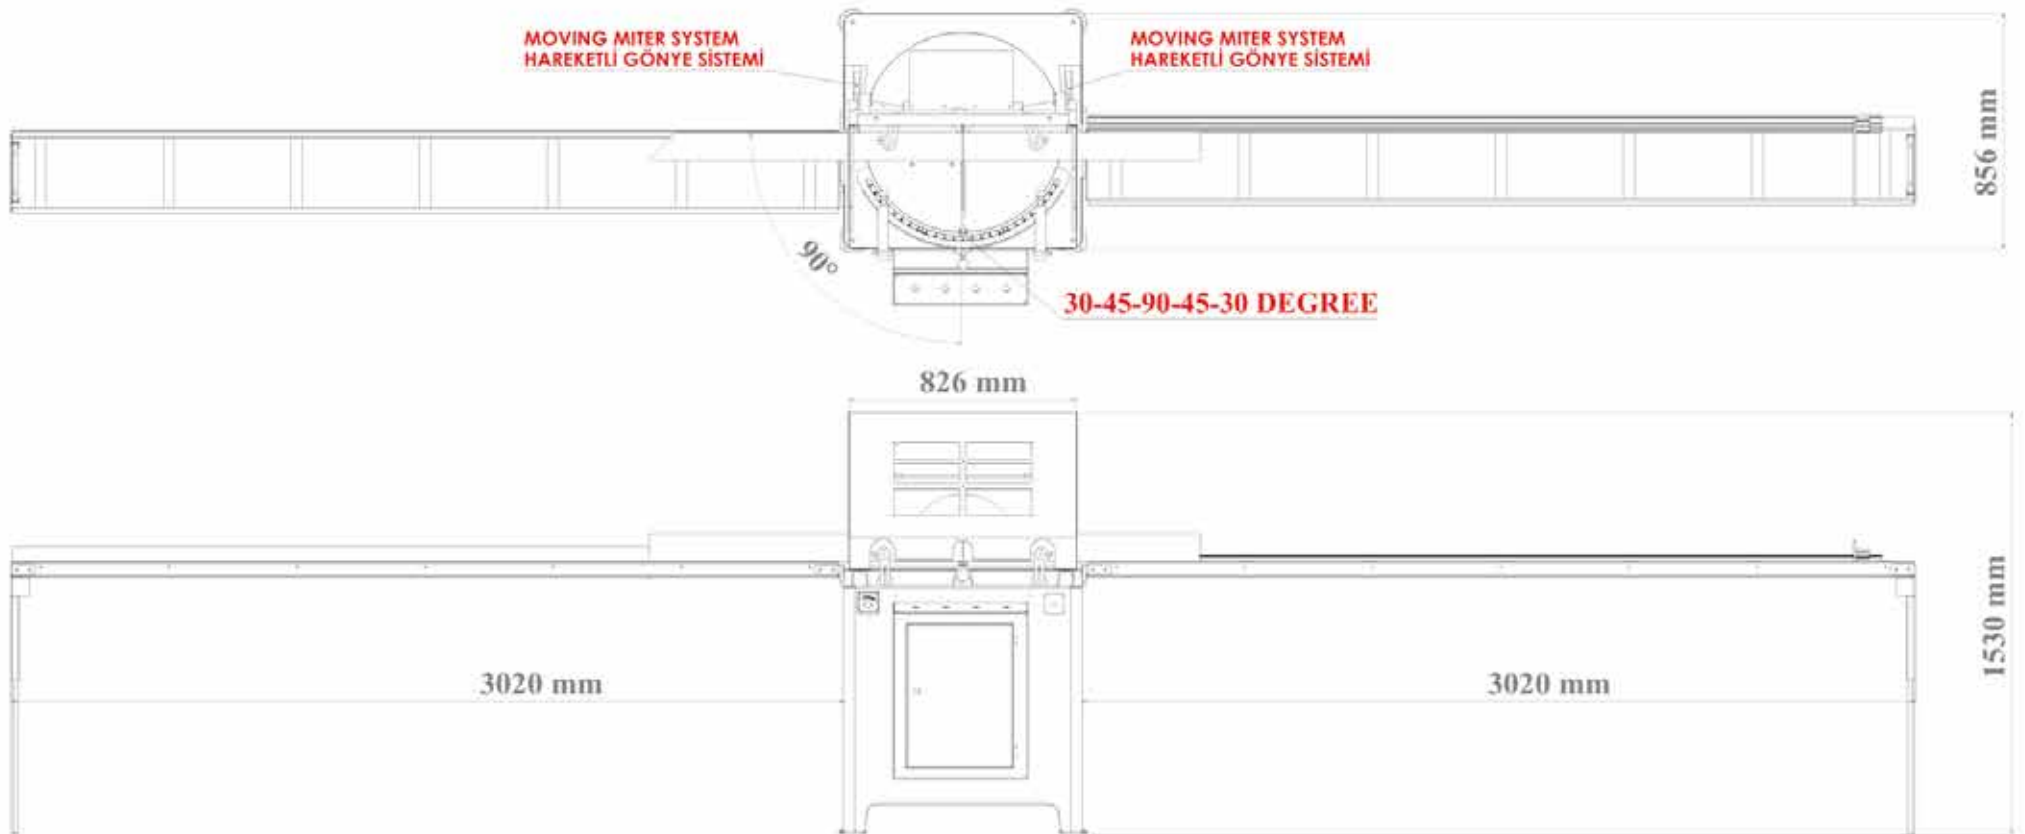 MOVING MITER SYSTEM
HAREKETLİ GÖNYE SİSTEMİ
MOVING MITER SYSTEM
HAREKETLİ GÖNYE SİSTEMİ
856 mm
90°
30-45-90-45-30 DEGREE
826 mm
1530 mm
3020 mm
3020 mm